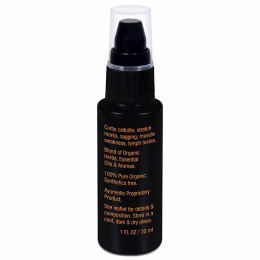 Curbs cellulite, stretch
marks, sagging, muscle
weakness, lymph toxins.
Blend of Organic
Herbs, Essential
Oils & Aromas.
100% Pure Organic.
Synthetics free.
Ayurvedic Proprietary
Product.
See leaflet for details &
composition. Store in a
cool, dark & dry place.
1 FL OZ / 30 ml